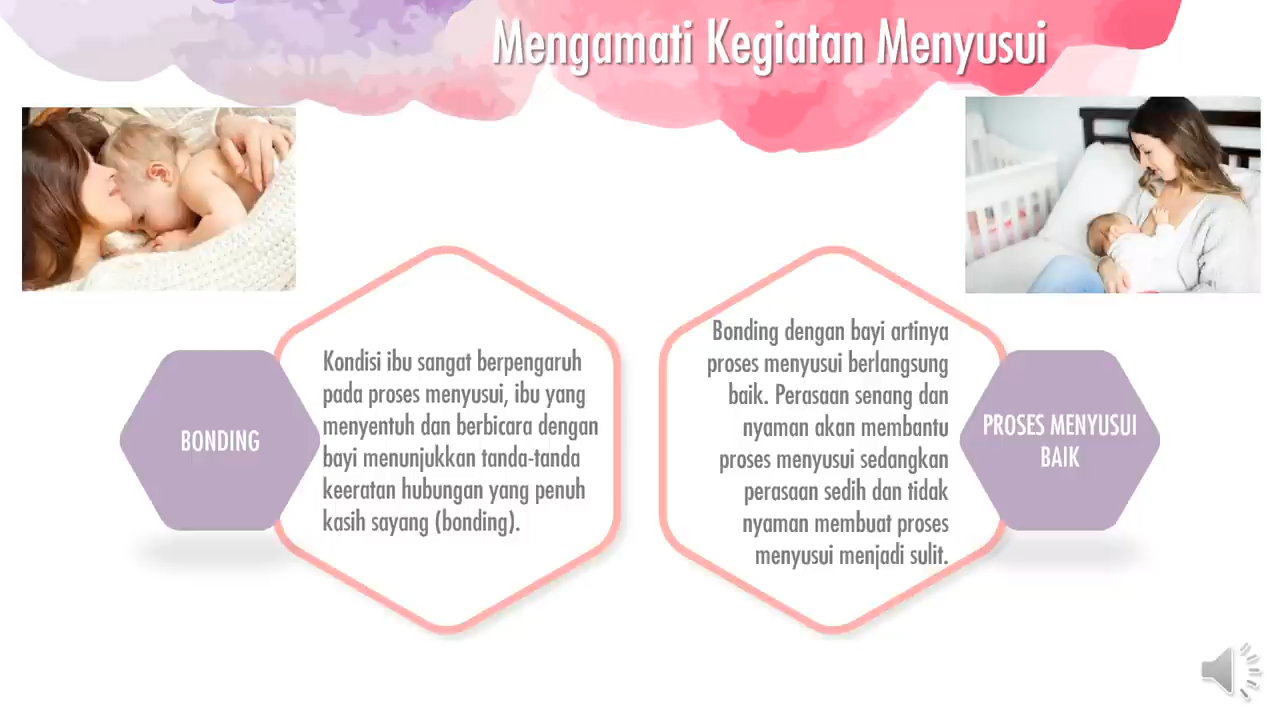 Mengamati Kegiatan Menyusui
BONDING
Kondisi ibu sangat berpengaruh
pada proses menyusui, ibu yang
menyentuh dan berbicara dengan
bayi menunjukkan tanda-tanda
keeratan hubungan yang penuh
kasih sayang (bonding).
Bonding dengan bayi artinya
proses menyusui berlangsung
baik. Perasaan senang dan
nyaman akan membantu
proses menyusui sedangkan
perasaan sedih dan tidak
nyaman membuat proses
menyusui menjadi sulit.
PROSES MENYUSUI
BAIK